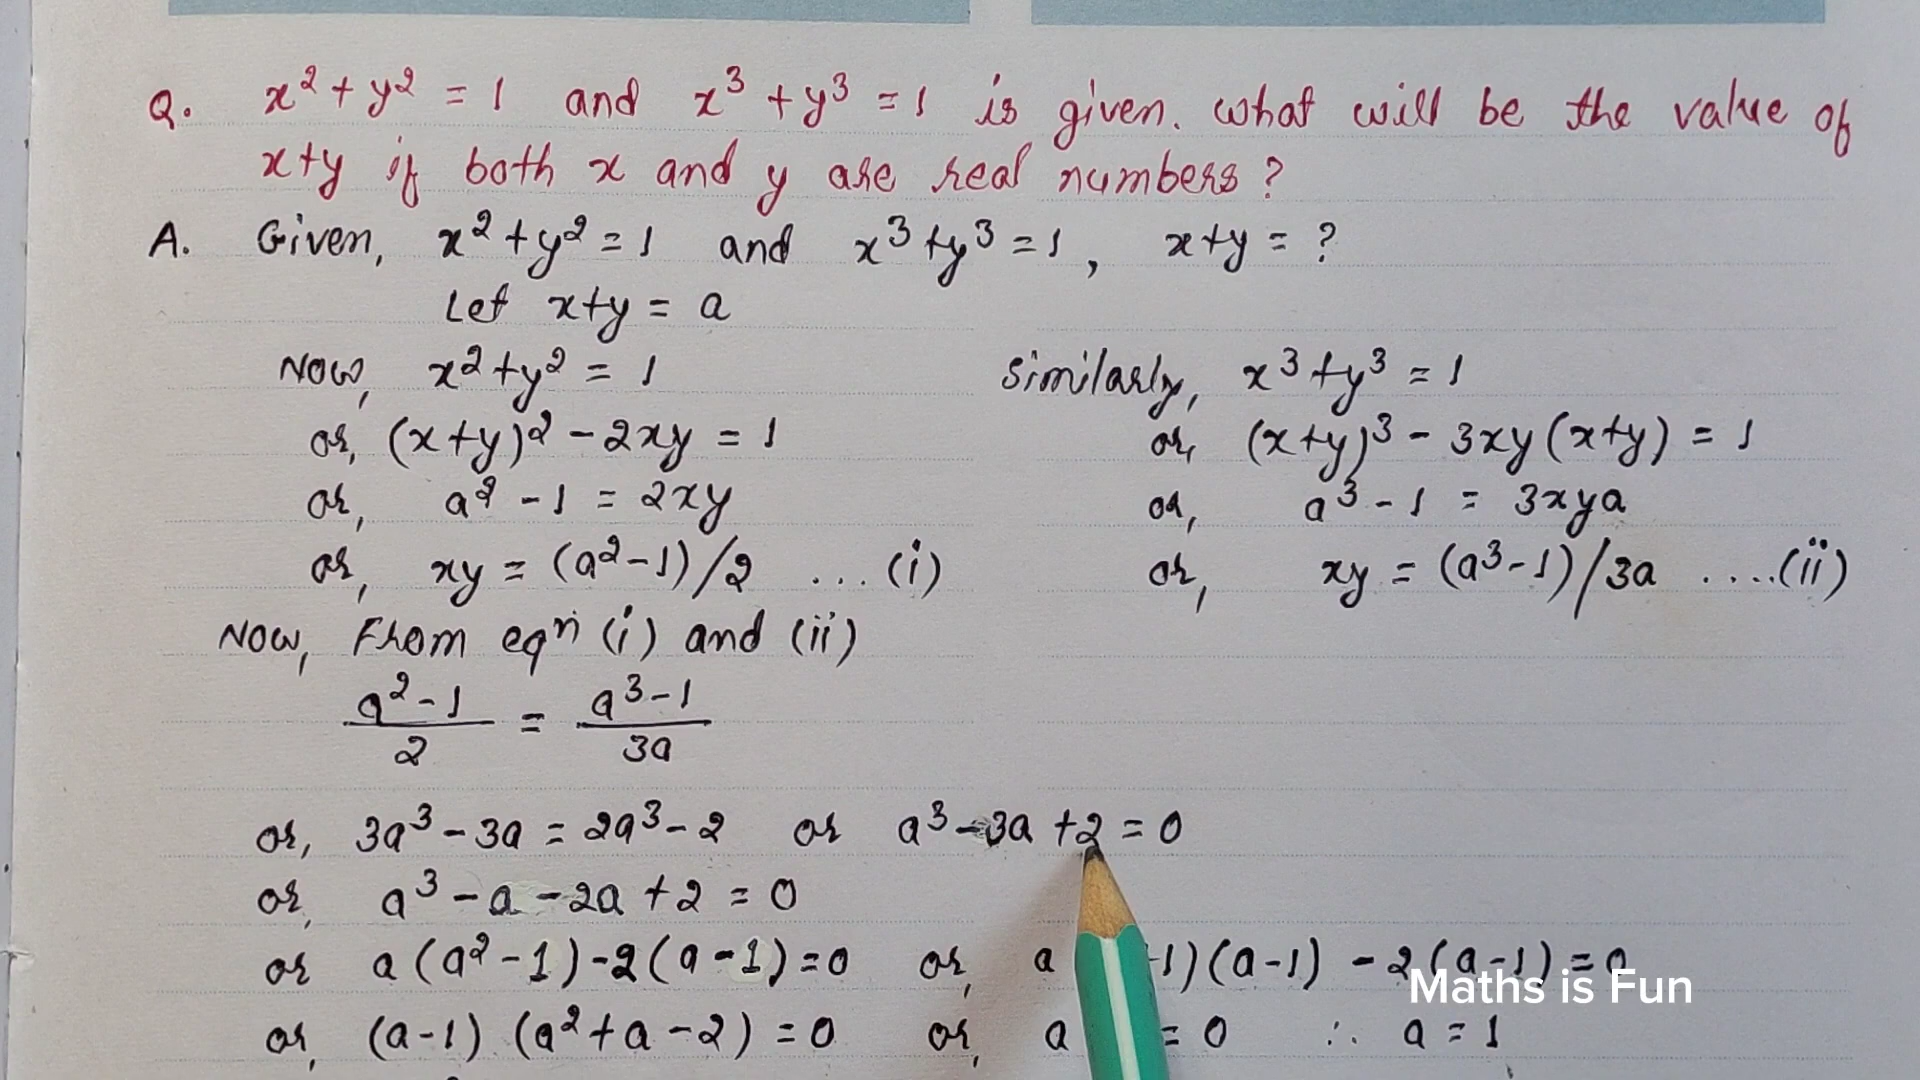 Q. x² + y² = 1 and x³ + y³ = 1 is given. what will be the value of
x+y if both x and y are real numbers?
A. Given, x² + y² = 1 and x³ + y³ = 1, x+y = ?
Let x+y = a
Now, x² + y² = 1
or, (x+y)² - 2xy = 1
or, a² - 1 = 2xy
or, xy = (a²-1)/2 ... (i)
Similarly, x³ + y³ = 1
or, (x+y)³ - 3xy(x+y) = 1
or, a³ - 1 = 3xya
or, xy = (a³-1)/3a ....(ii)
Now, From eqⁿ (i) and (ii)
(a²-1)/2 = (a³-1)/3a
or, 3a³ - 3a = 2a³ - 2 or a³ - 3a + 2 = 0
or, a³ - a - 2a + 2 = 0
or a(a²-1) - 2(a-1) = 0 or, a 1)(a-1) - 2(a-1) = 0
or, (a-1) (a² + a - 2) = 0 or, a = 0 ∴ a = 1
Maths is Fun